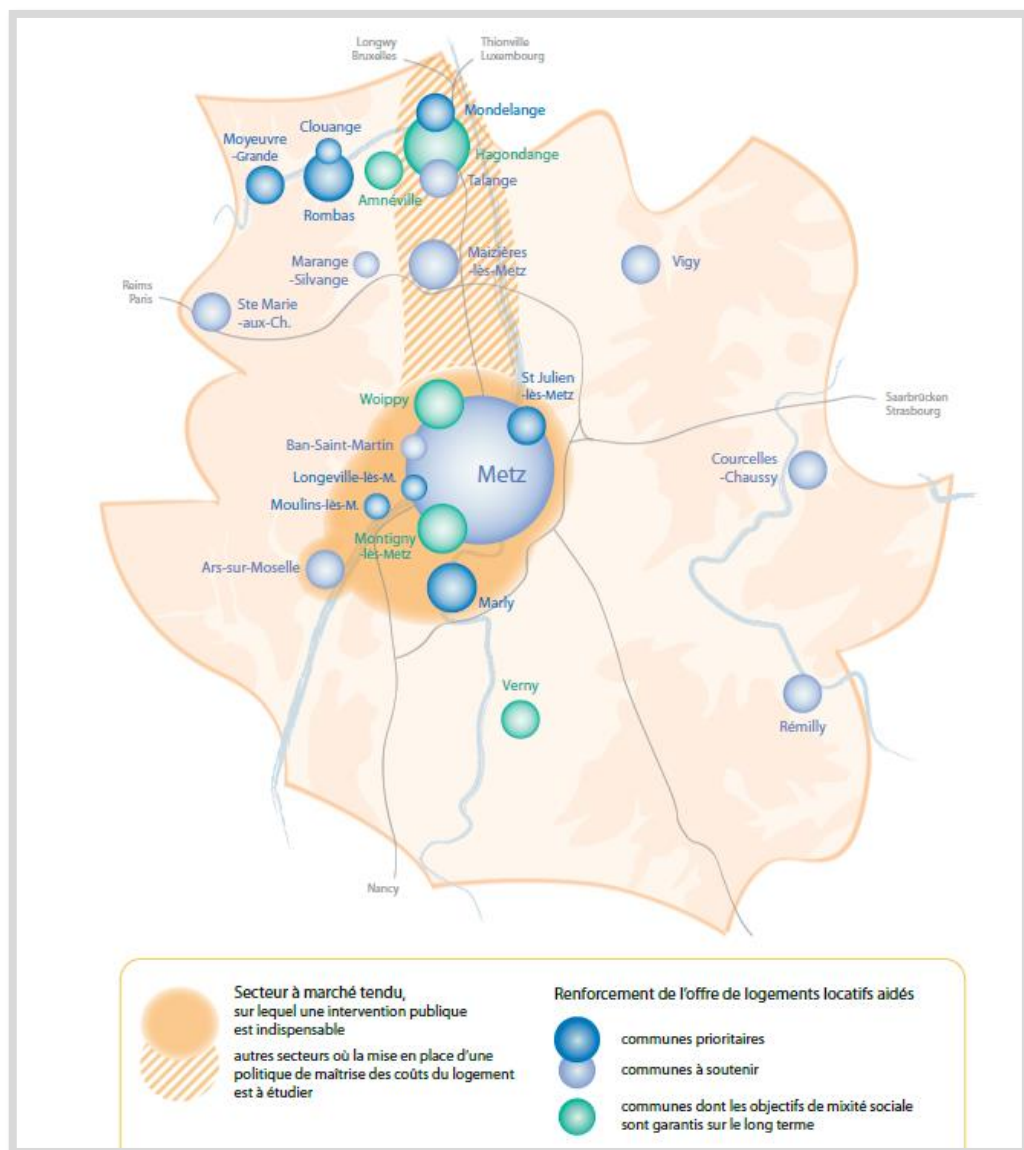 Longwy
Bruxelles
Thionville
Luxembourg
Mondelange
Clouange
Moyeuvre
-Grande
Hagondange
Talange
Amnéville
Rombas
Marange
-Silvange
Maizières
-lès-Metz
Vigy
Reims
Paris
Ste Marie
-aux-Ch.
St Julien
-lès-Metz
Woippy
Saarbrücken
Strasbourg
Ban-Saint-Martin
Metz
Courcelles
-Chaussy
Longeville-lès-M.
Moulins-lès-M.
Montigny
-lès-Metz
Ars-sur-Moselle
Marly
Verny
Rémilly
Nancy
Secteur à marché tendu,
sur lequel une intervention publique
est indispensable
autres secteurs où la mise en place d'une
politique de maîtrise des coûts du logement
est à étudier
Renforcement de l'offre de logements locatifs aidés
communes prioritaires
communes à soutenir
communes dont les objectifs de mixité sociale
sont garantis sur le long terme